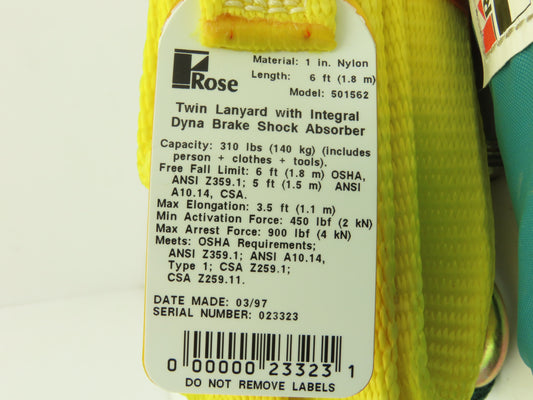 Rose
Material: 1 in. Nylon
Length: 6 ft (1.8 m)
Model: 501562
Twin Lanyard with Integral
Dyna Brake Shock Absorber
Capacity: 310 lbs (140 kg) (includes
person + clothes + tools).
Free Fall Limit: 6 ft (1.8 m) OSHA,
ANSI Z359.1; 5 ft (1.5 m) ANSI
A10.14, CSA.
Max Elongation: 3.5 ft (1.1 m)
Min Activation Force: 450 lbf (2 kN)
Max Arrest Force: 900 lbf (4 kN)
Meets: OSHA Requirements;
ANSI Z359.1; ANSI A10.14,
Type 1; CSA Z259.1;
CSA Z259.11.
DATE MADE: 03/97
SERIAL NUMBER: 023323
0 00000 23323 1
DO NOT REMOVE LABELS